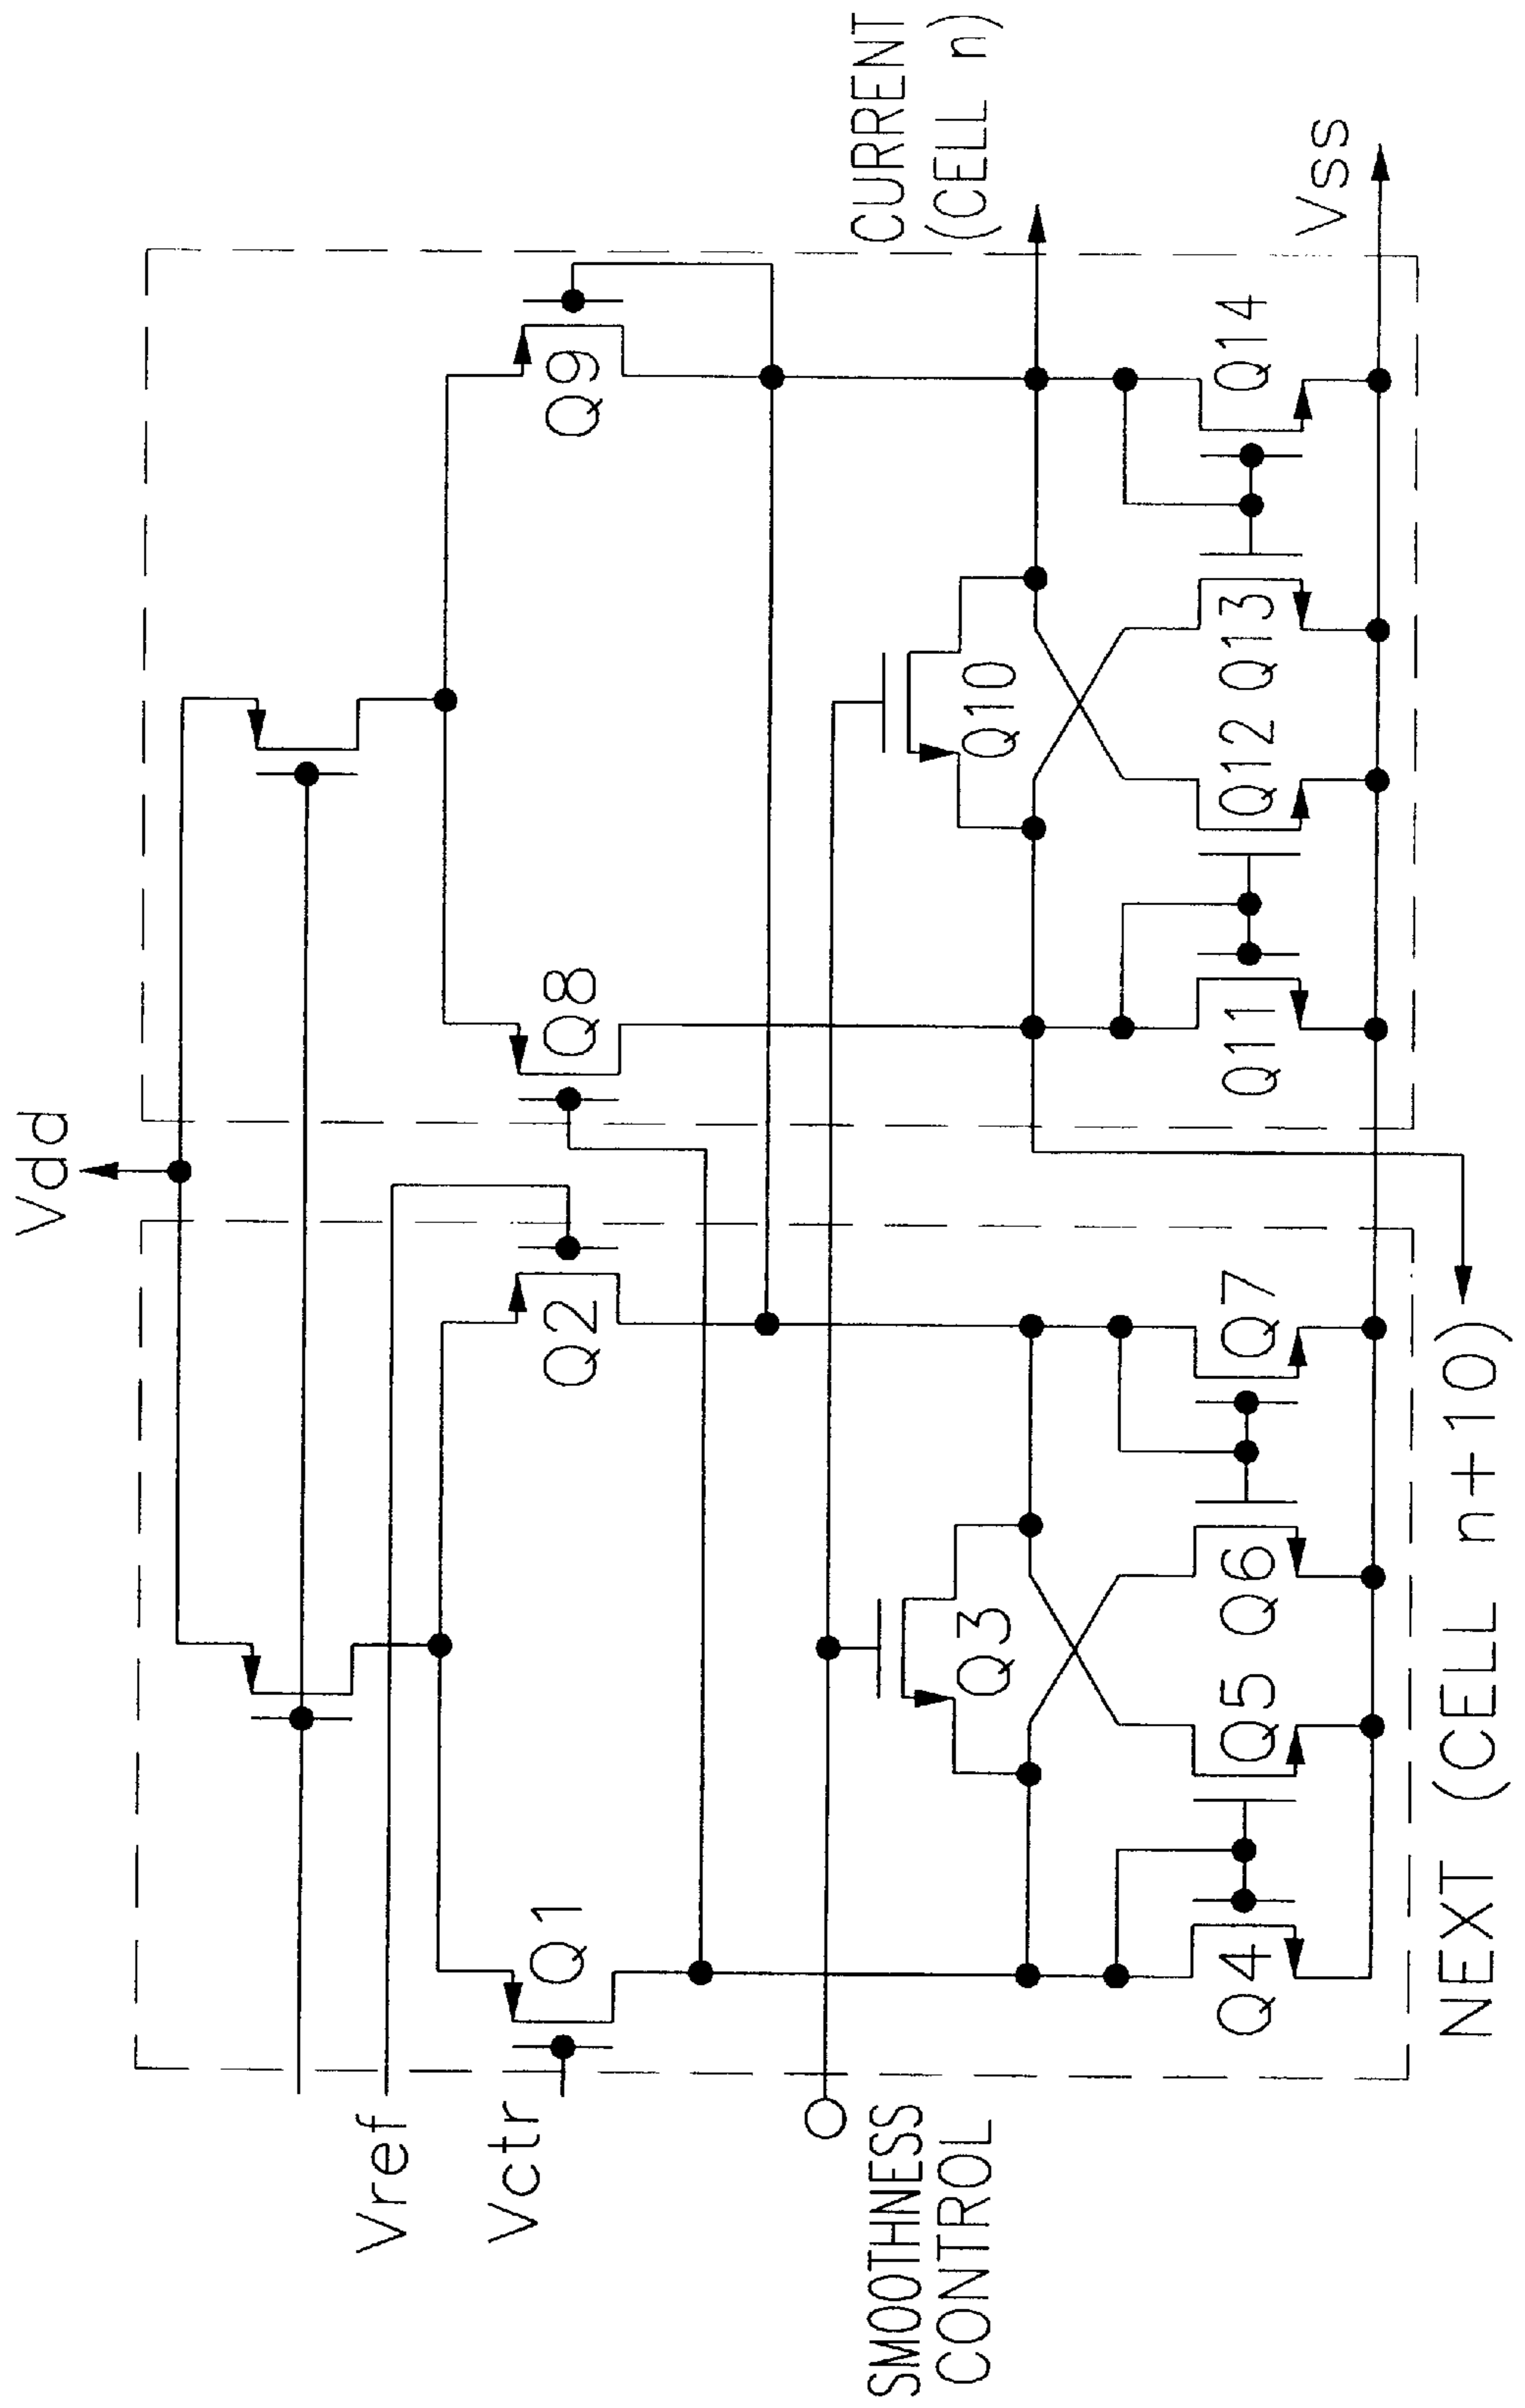 Vdd
Vref
Vctr
SMOOTHNESS
CONTROL
Q1
Q2
Q8
Q9
Q3
Q10
Q4
Q5
Q6
Q7
Q11
Q12
Q13
Q14
CURRENT
(CELL n)
Vss
NEXT (CELL n+10)